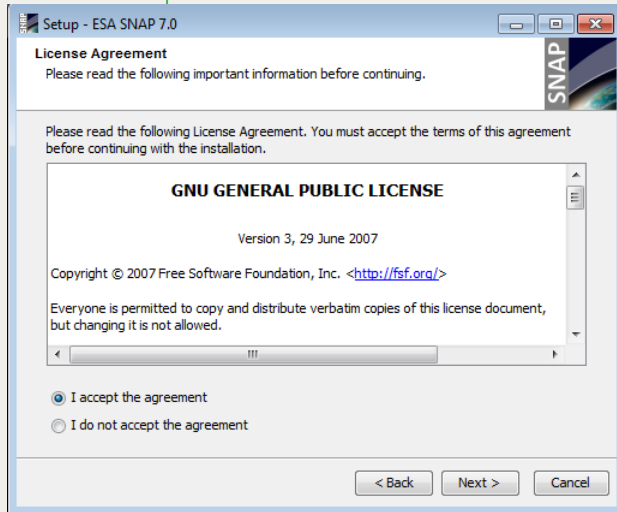 Setup - ESA SNAP 7.0
License Agreement
Please read the following important information before continuing.
SNAP
SNAP
Please read the following License Agreement. You must accept the terms of this agreement
before continuing with the installation.
GNU GENERAL PUBLIC LICENSE
Version 3, 29 June 2007
Copyright © 2007 Free Software Foundation, Inc. <http://fsf.org/>
Everyone is permitted to copy and distribute verbatim copies of this license document,
but changing it is not allowed.
I accept the agreement
I do not accept the agreement
< Back
Next >
Cancel